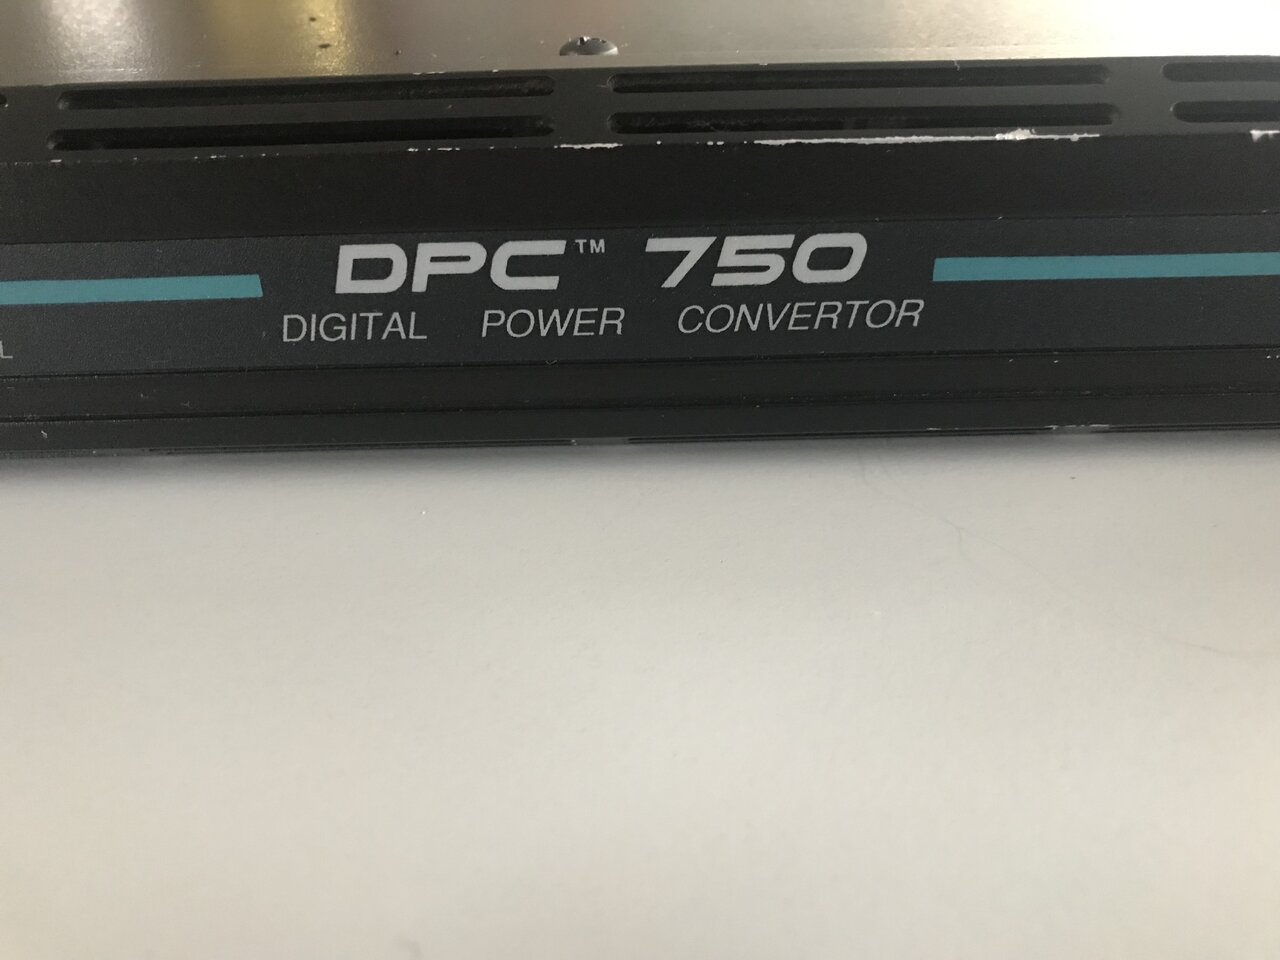 DPC™ 750
DIGITAL POWER CONVERTOR
L